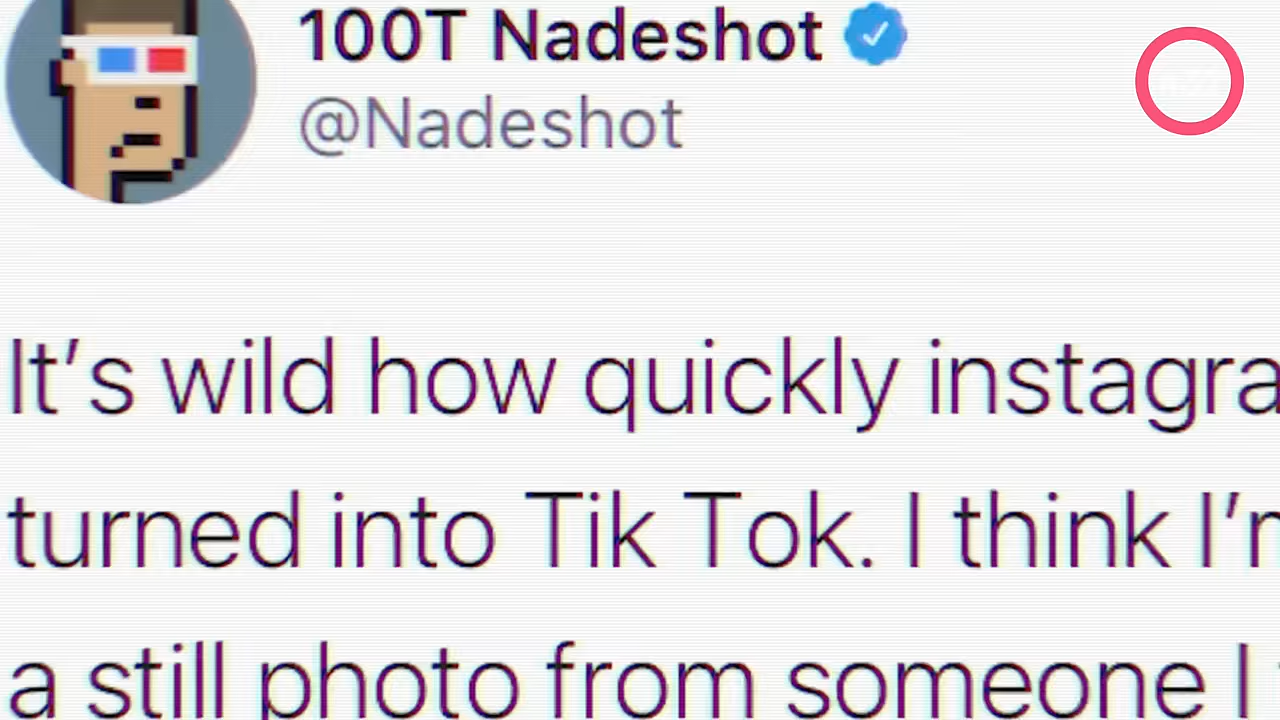 100T Nadeshot
@Nadeshot
It's wild how quickly instagra
turned into Tik Tok. I think I'm
a still photo from someone I